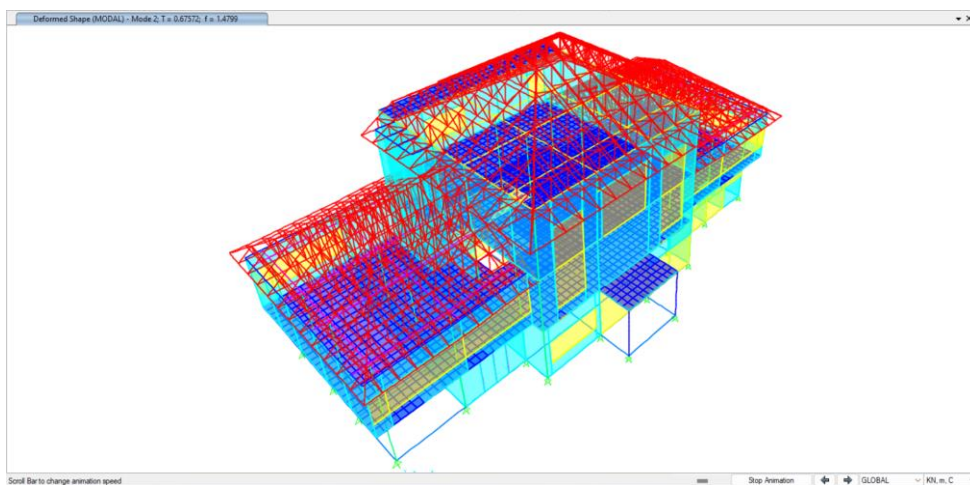 Deformed Shape (MODAL) - Mode 2; T = 0.67572; f = 1.4799
Scroll Bar to change animation speed
Stop Animation
GLOBAL
KN, m, C